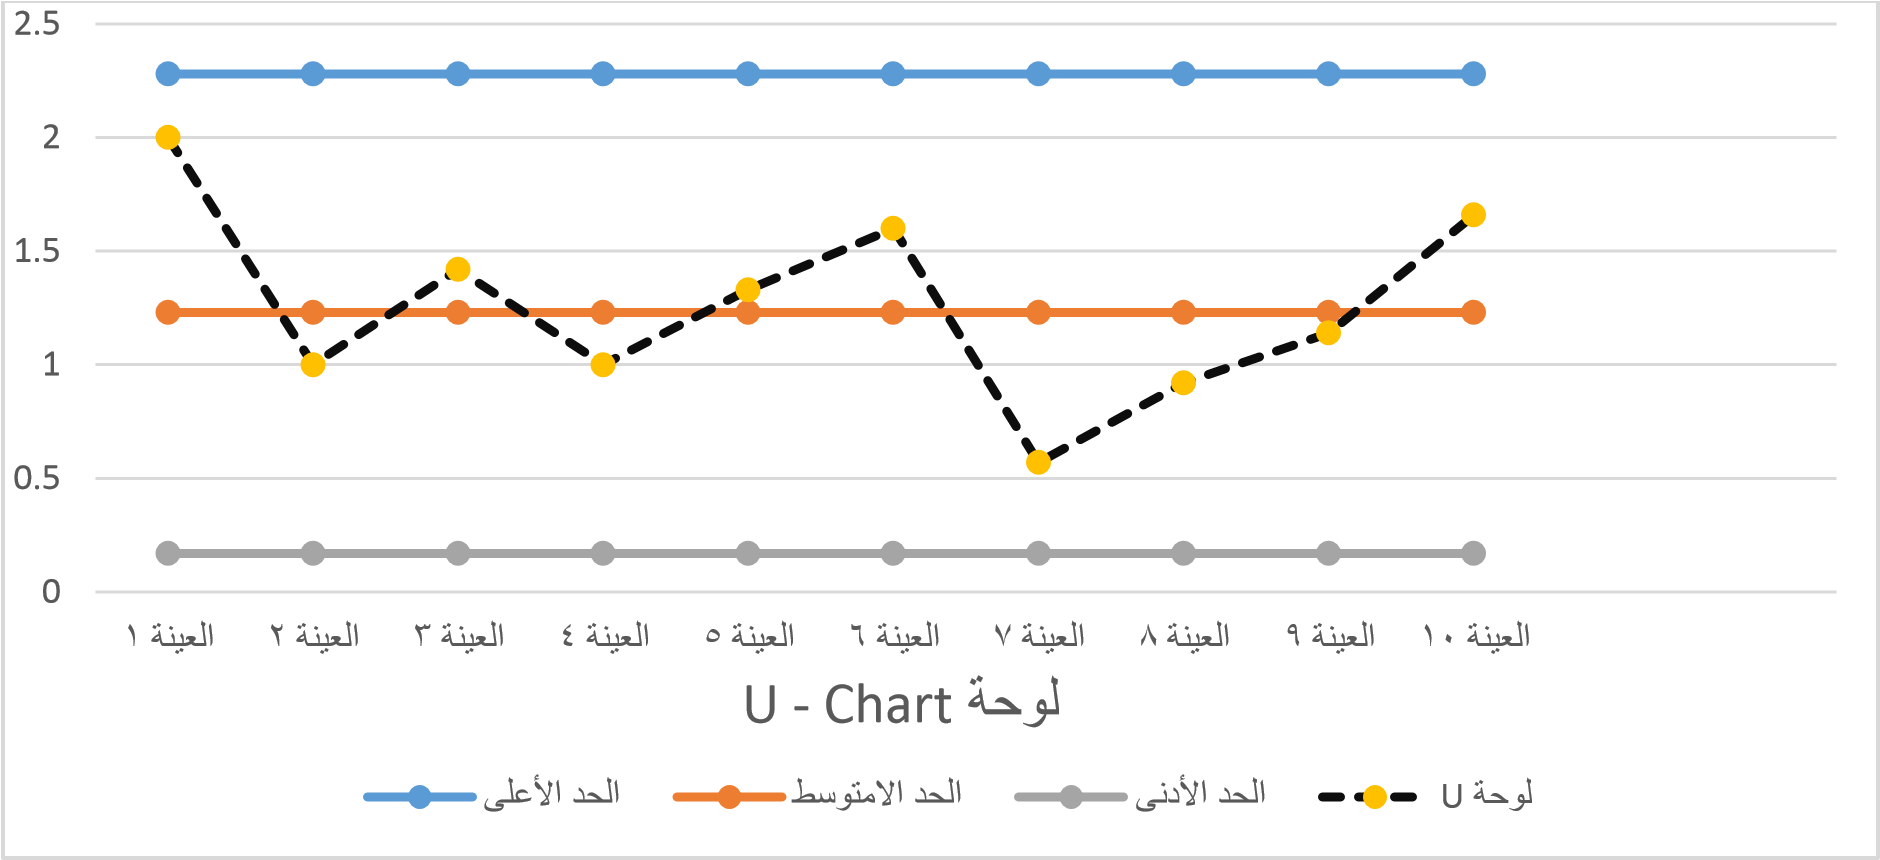 2.5
2
1.5
1
0.5
0
العينة ١
العينة ٢
العينة ٣
العينة ٤
العينة ٥
العينة ٦
العينة ٧
العينة ٨
العينة ٩
العينة ١٠
لوحة U - Chart
الحد الأعلى
الحد الامتوسط
الحد الأدنى
لوحة U